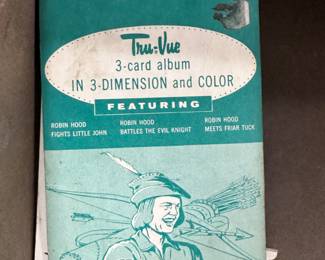 Tru-Vue
3-card album
IN 3-DIMENSION and COLOR
FEATURING
ROBIN HOOD ROBIN HOOD ROBIN HOOD
FIGHTS LITTLE JOHN BATTLES THE EVIL KNIGHT MEETS FRIAR TUCK